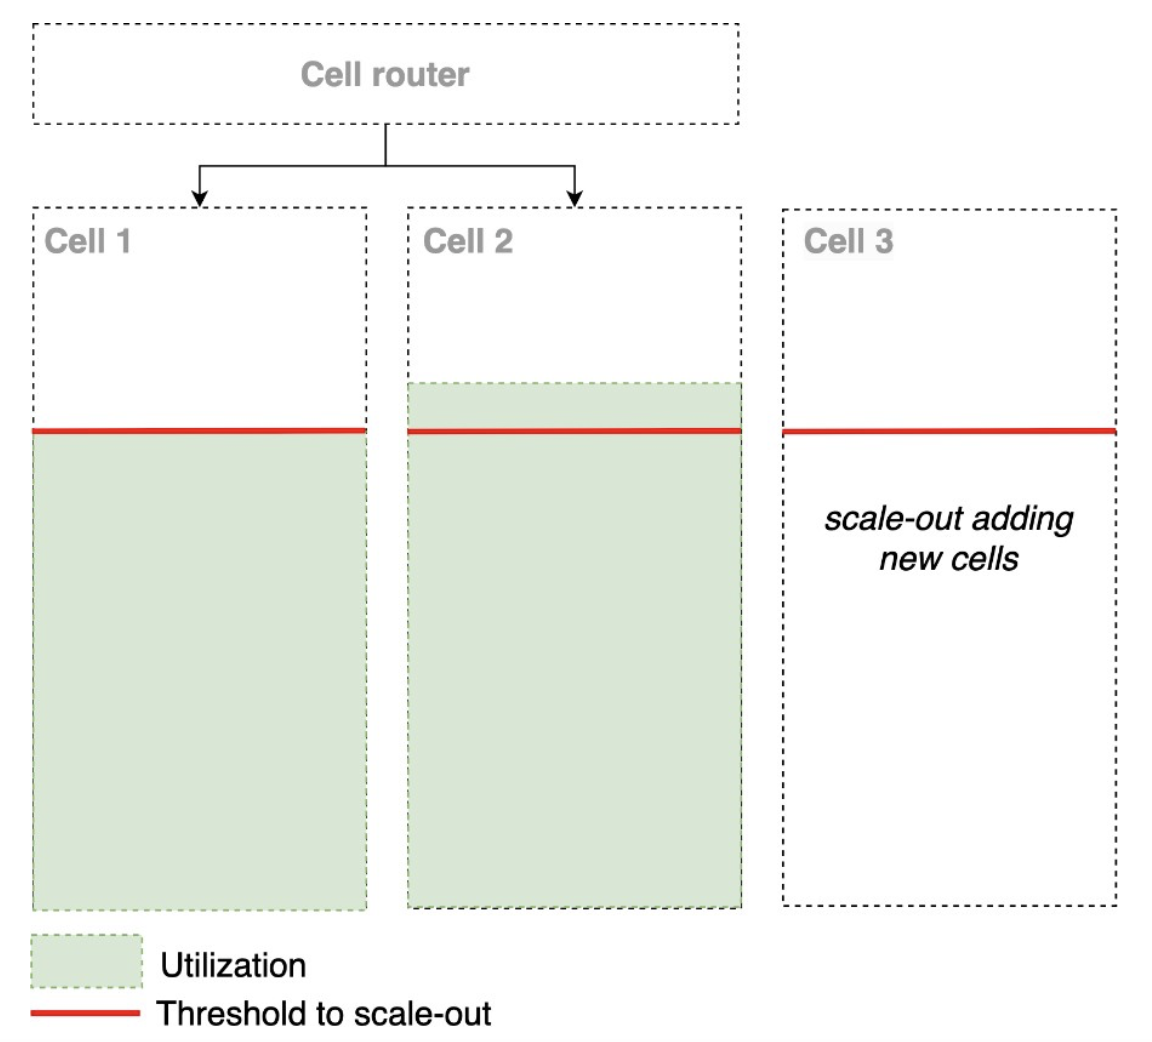 Cell router
Cell 1
Cell 2
Cell 3
scale-out adding
new cells
Utilization
Threshold to scale-out